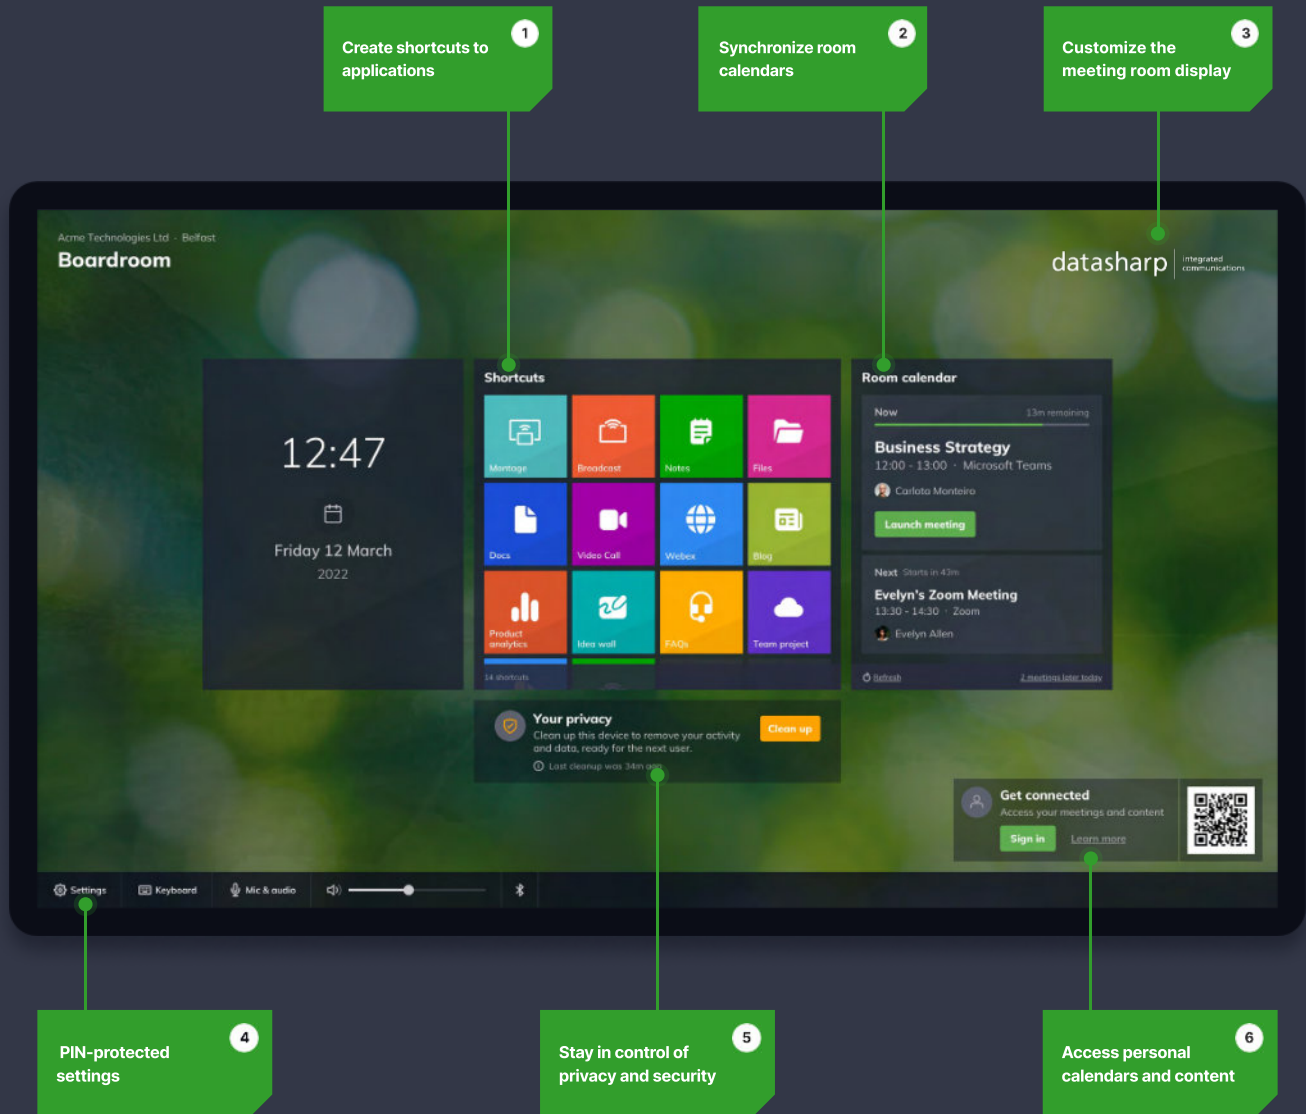 Create shortcuts to
applications
1
Synchronize room
calendars
2
Customize the
meeting room display
3
Acme Technologies Ltd · Belfast
Boardroom
datasharp
integrated
communications
12:47
Friday 12 March
2022
Shortcuts
Montage
Broadcast
Notes
Files
Docs
Video Call
Webex
Blog
Product
analytics
Idea wall
FAQs
Team project
14 shortcuts
Room calendar
Now
13m remaining
Business Strategy
12:00 - 13:00 · Microsoft Teams
Carlota Monteiro
Launch meeting
Next Starts in 43m
Evelyn's Zoom Meeting
13:30 - 14:30 · Zoom
Evelyn Allen
Refresh
2 meetings later today
Your privacy
Clean up this device to remove your activity
and data, ready for the next user.
Last cleanup was 34m ago
Clean up
Get connected
Access your meetings and content
Sign in
Learn more
Settings
Keyboard
Mic & audio
PIN-protected
settings
4
Stay in control of
privacy and security
5
Access personal
calendars and content
6